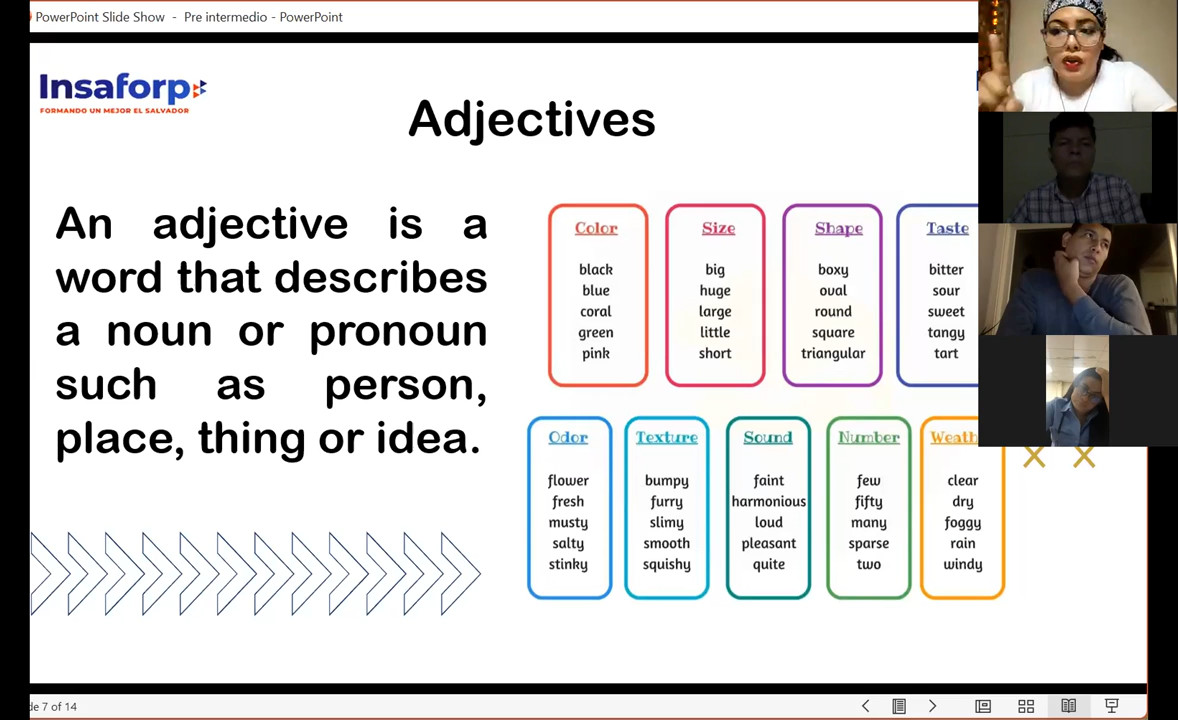 PowerPoint Slide Show - Pre intermedio - PowerPoint
Insaforp
FORMANDO UN MEJOR EL SALVADOR
Adjectives
An adjective is a
word that describes
a noun or pronoun
such as person,
place, thing or idea.
Color
black
blue
coral
green
pink
Size
big
huge
large
little
short
Shape
boxy
oval
round
square
triangular
Taste
bitter
sour
sweet
tangy
tart
Odor
flower
fresh
musty
salty
stinky
Texture
bumpy
furry
slimy
smooth
squishy
Sound
faint
harmonious
loud
pleasant
quite
Number
few
fifty
many
sparse
two
Weath
clear
dry
foggy
rain
windy
de 7 of 14